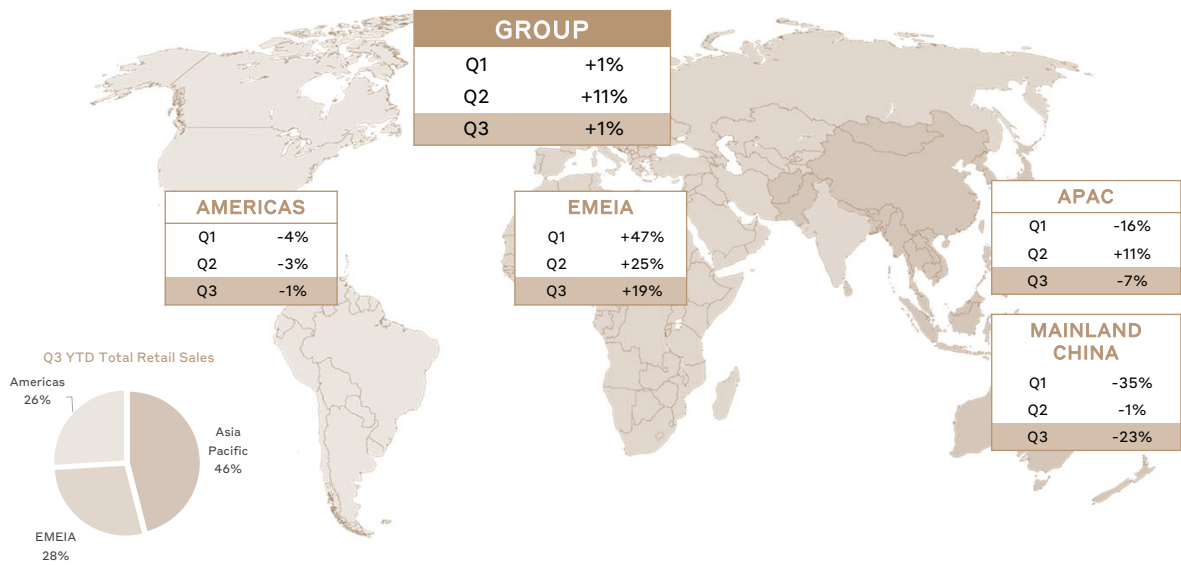 GROUP
Q1 +1%
Q2 +11%
Q3 +1%
AMERICAS
Q1 -4%
Q2 -3%
Q3 -1%
EMEIA
Q1 +47%
Q2 +25%
Q3 +19%
APAC
Q1 -16%
Q2 +11%
Q3 -7%
MAINLAND
CHINA
Q1 -35%
Q2 -1%
Q3 -23%
Q3 YTD Total Retail Sales
Americas
26%
Asia
Pacific
46%
EMEIA
28%